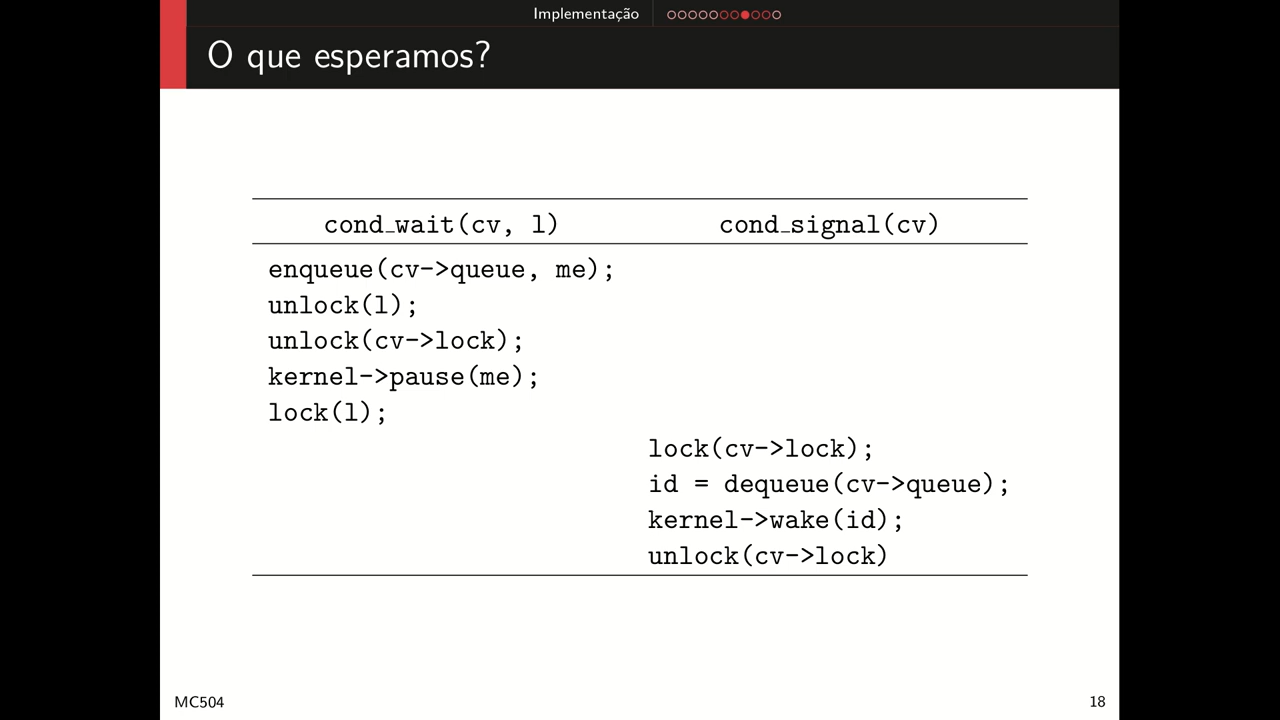 Implementação
O que esperamos?
cond_wait(cv, l) cond_signal(cv)
enqueue(cv->queue, me);
unlock(l);
unlock(cv->lock);
kernel->pause(me);
lock(l);
lock(cv->lock);
id = dequeue(cv->queue);
kernel->wake(id);
unlock(cv->lock)
MC504 18